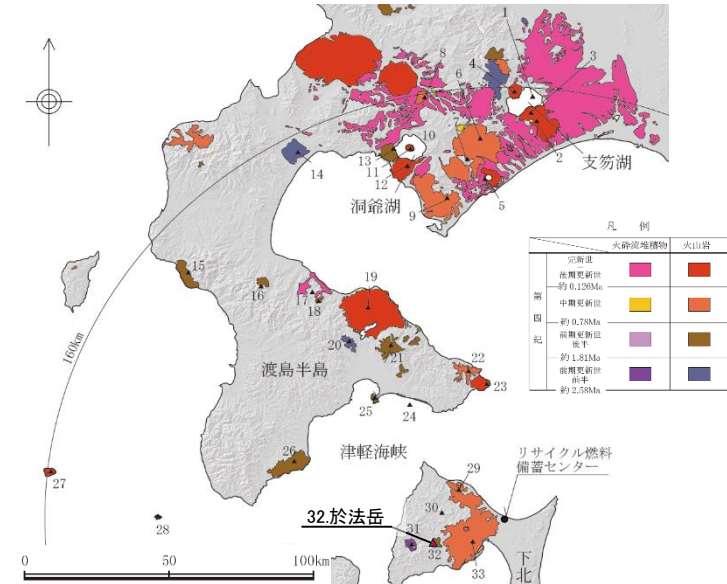 1
3
4
8
6
支笏湖
2
10
13
11
12
14
洞爺湖
9
5
凡 例
火砕流堆積物 火山岩
第四紀
完新世
後期更新世
約 0.126Ma
中期更新世
約 0.78Ma
前期更新世
後半
約 1.81Ma
前期更新世
前半
約 2.58Ma
15
16
17
18
19
160km
20
21
渡島半島
22
23
25
24
津軽海峡
26
リサイクル燃料
備蓄センター
27
28
29
30
32.於法岳
31
32
33
下北
0 50 100km